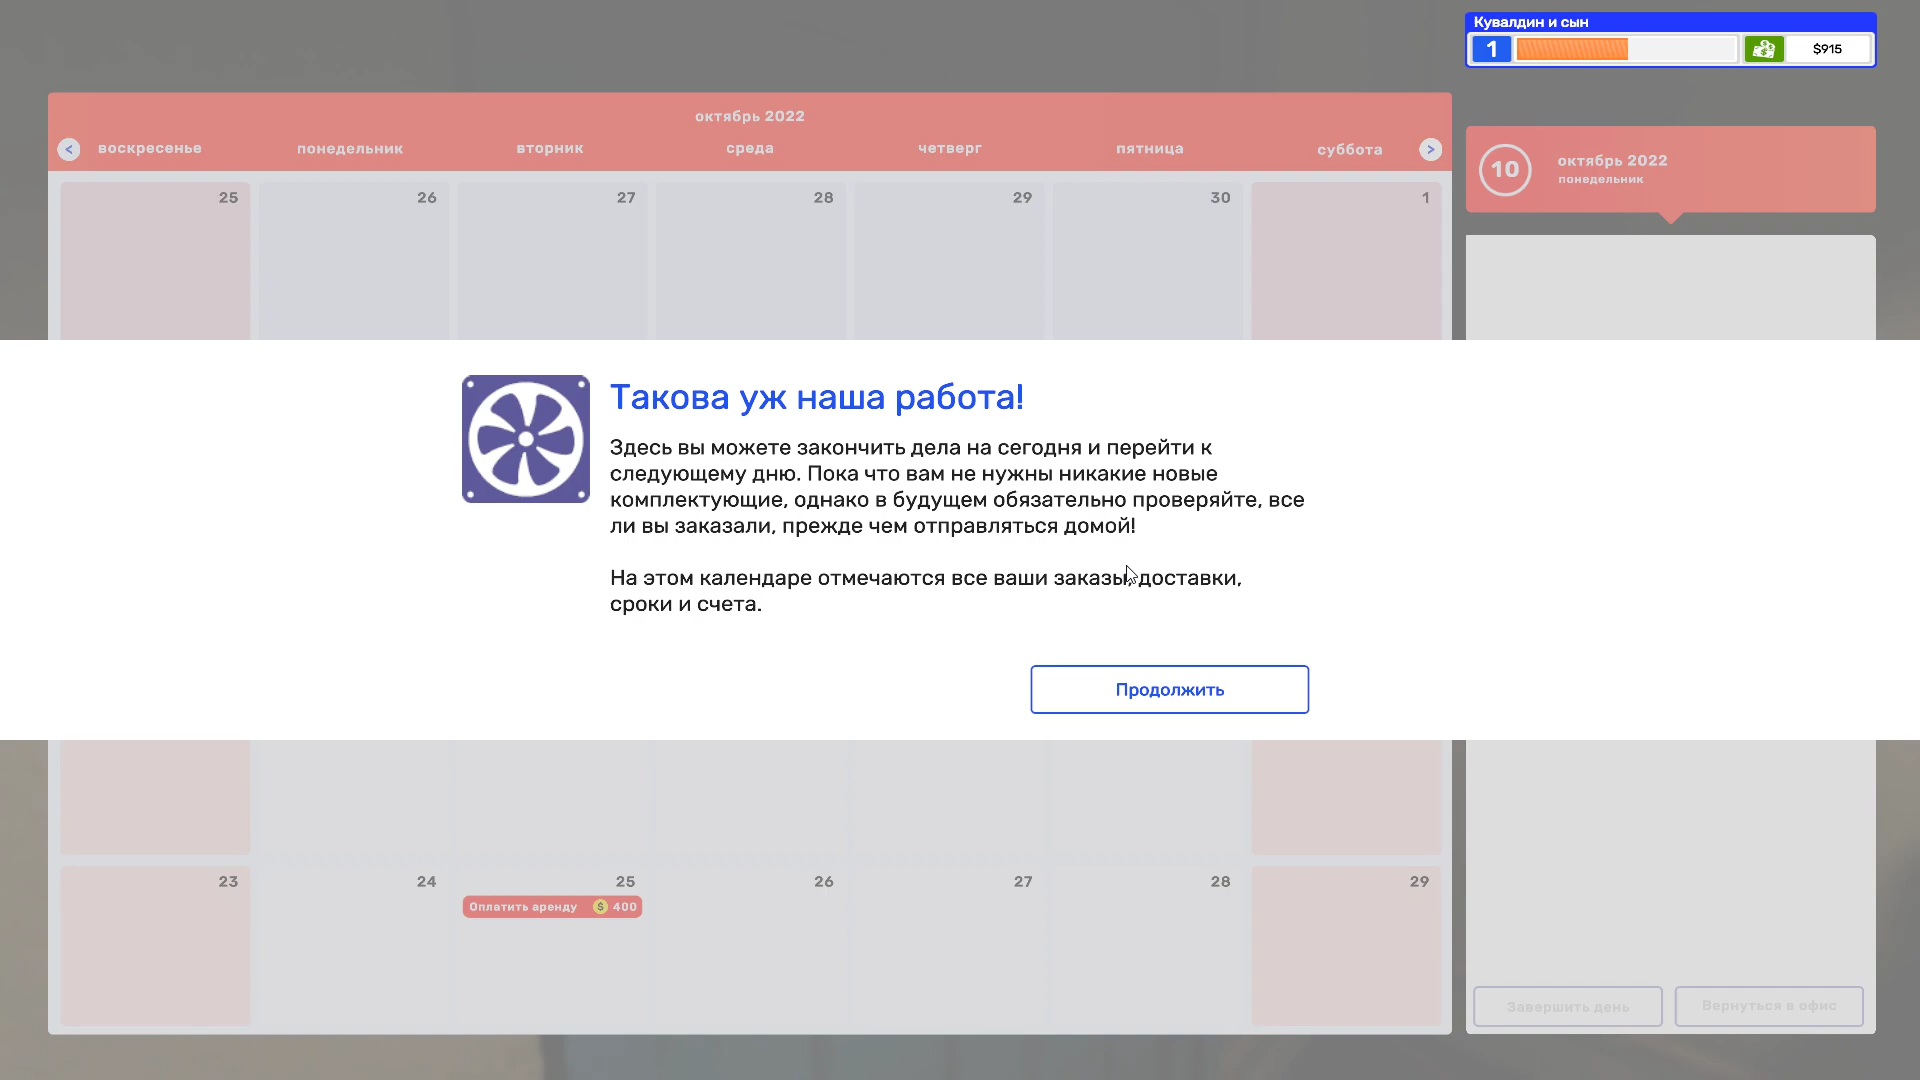 Кувалдин и сын
1
$915
октябрь 2022
< воскресенье понедельник вторник среда четверг пятница суббота >
10 октябрь 2022
понедельник
25 26 27 28 29 30 1
Такова уж наша работа!
Здесь вы можете закончить дела на сегодня и перейти к
следующему дню. Пока что вам не нужны никакие новые
комплектующие, однако в будущем обязательно проверяйте, все
ли вы заказали, прежде чем отправляться домой!
На этом календаре отмечаются все ваши заказы, доставки,
сроки и счета.
Продолжить
23 24 25 26 27 28 29
Оплатить аренду $ 400
Завершить день Вернуться в офис